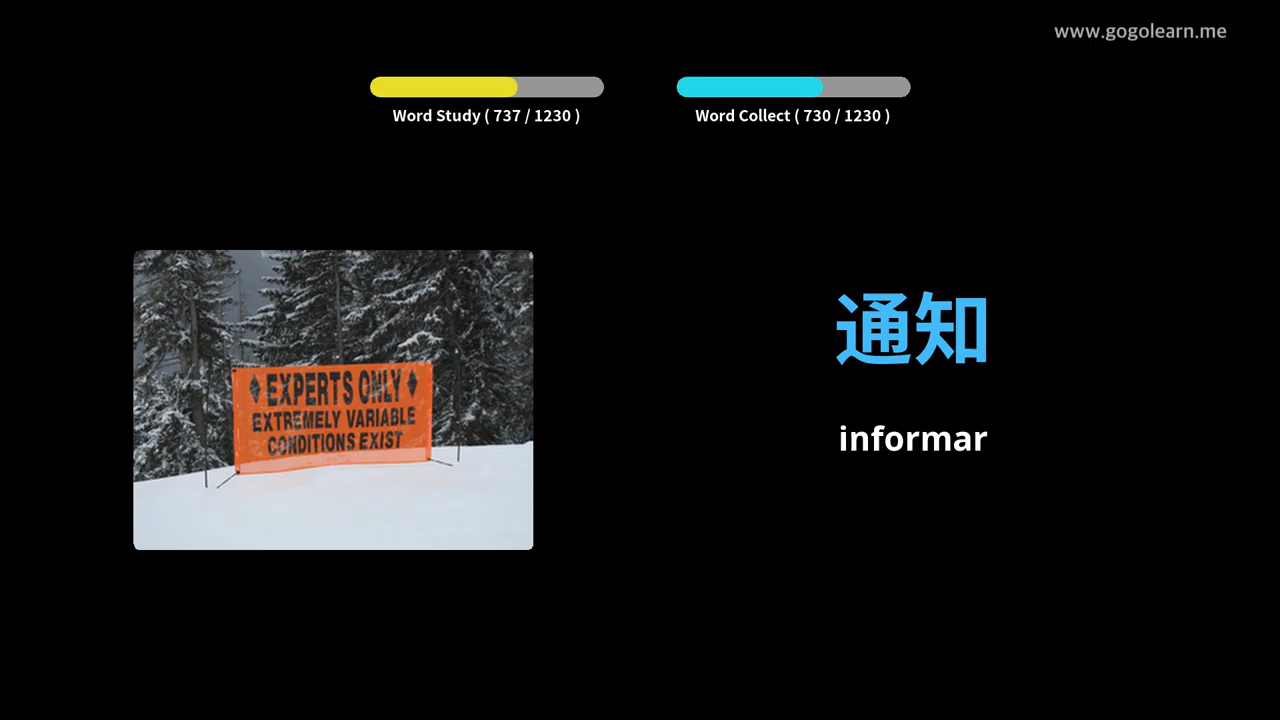 www.gogolearn.me
Word Study ( 737 / 1230 )
Word Collect ( 730 / 1230 )
EXPERTS ONLY
EXTREMELY VARIABLE
CONDITIONS EXIST
通知
informar